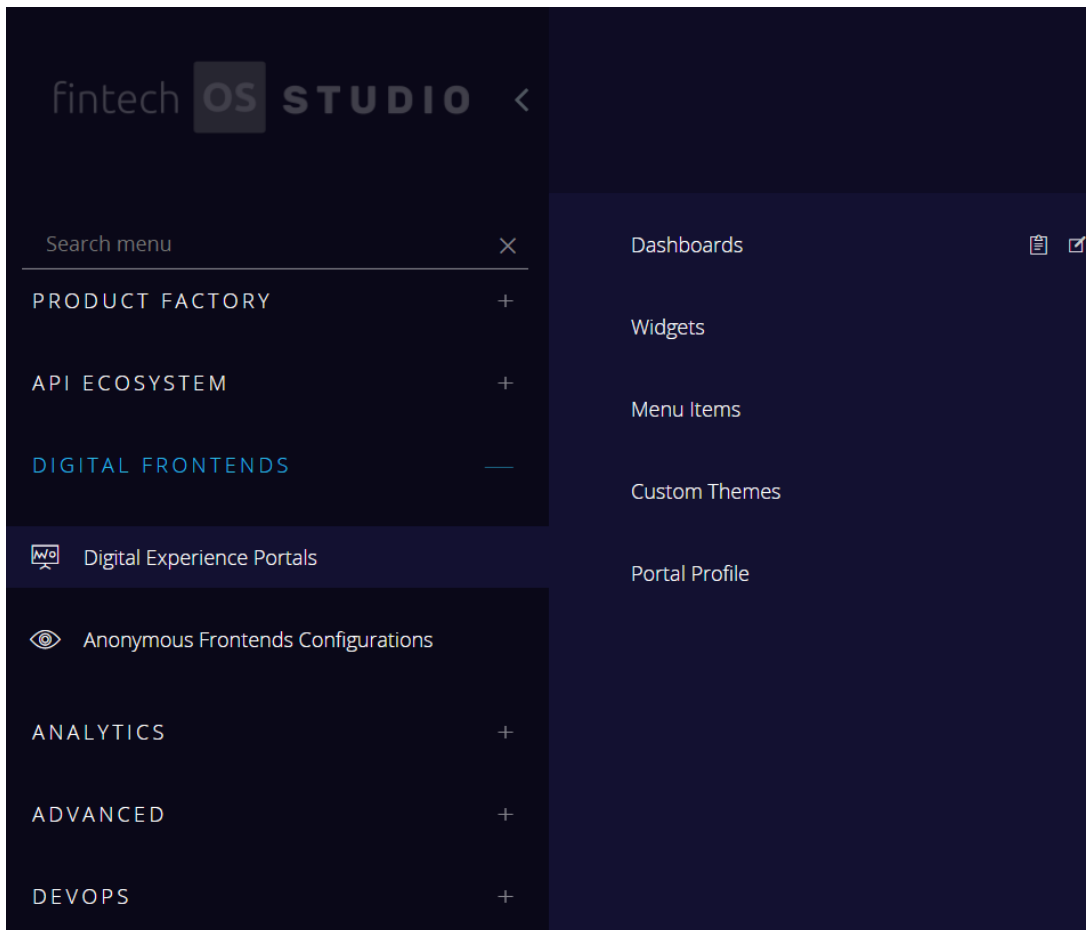 fintech OS STUDIO
Search menu
PRODUCT FACTORY
API ECOSYSTEM
DIGITAL FRONTENDS
Digital Experience Portals
Anonymous Frontends Configurations
ANALYTICS
ADVANCED
DEVOPS
Dashboards
Widgets
Menu Items
Custom Themes
Portal Profile